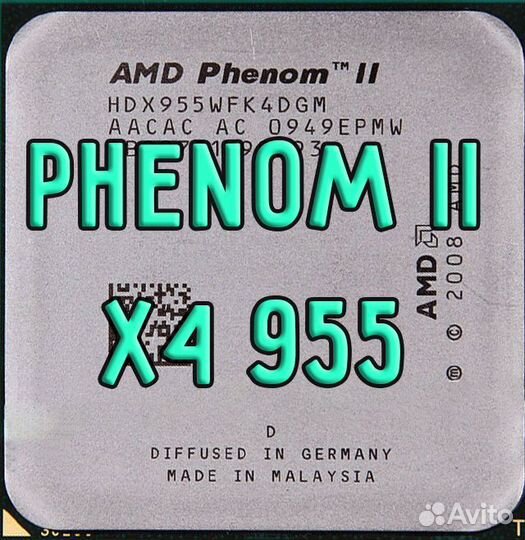 AMD Phenom™ II
HDX955WFK4DGM
AACAC AC 0949EPMW
PHENOM II
AMD
ⓜ © 2008 AMD
X4 955
D
DIFFUSED IN GERMANY
MADE IN MALAYSIA
Avito